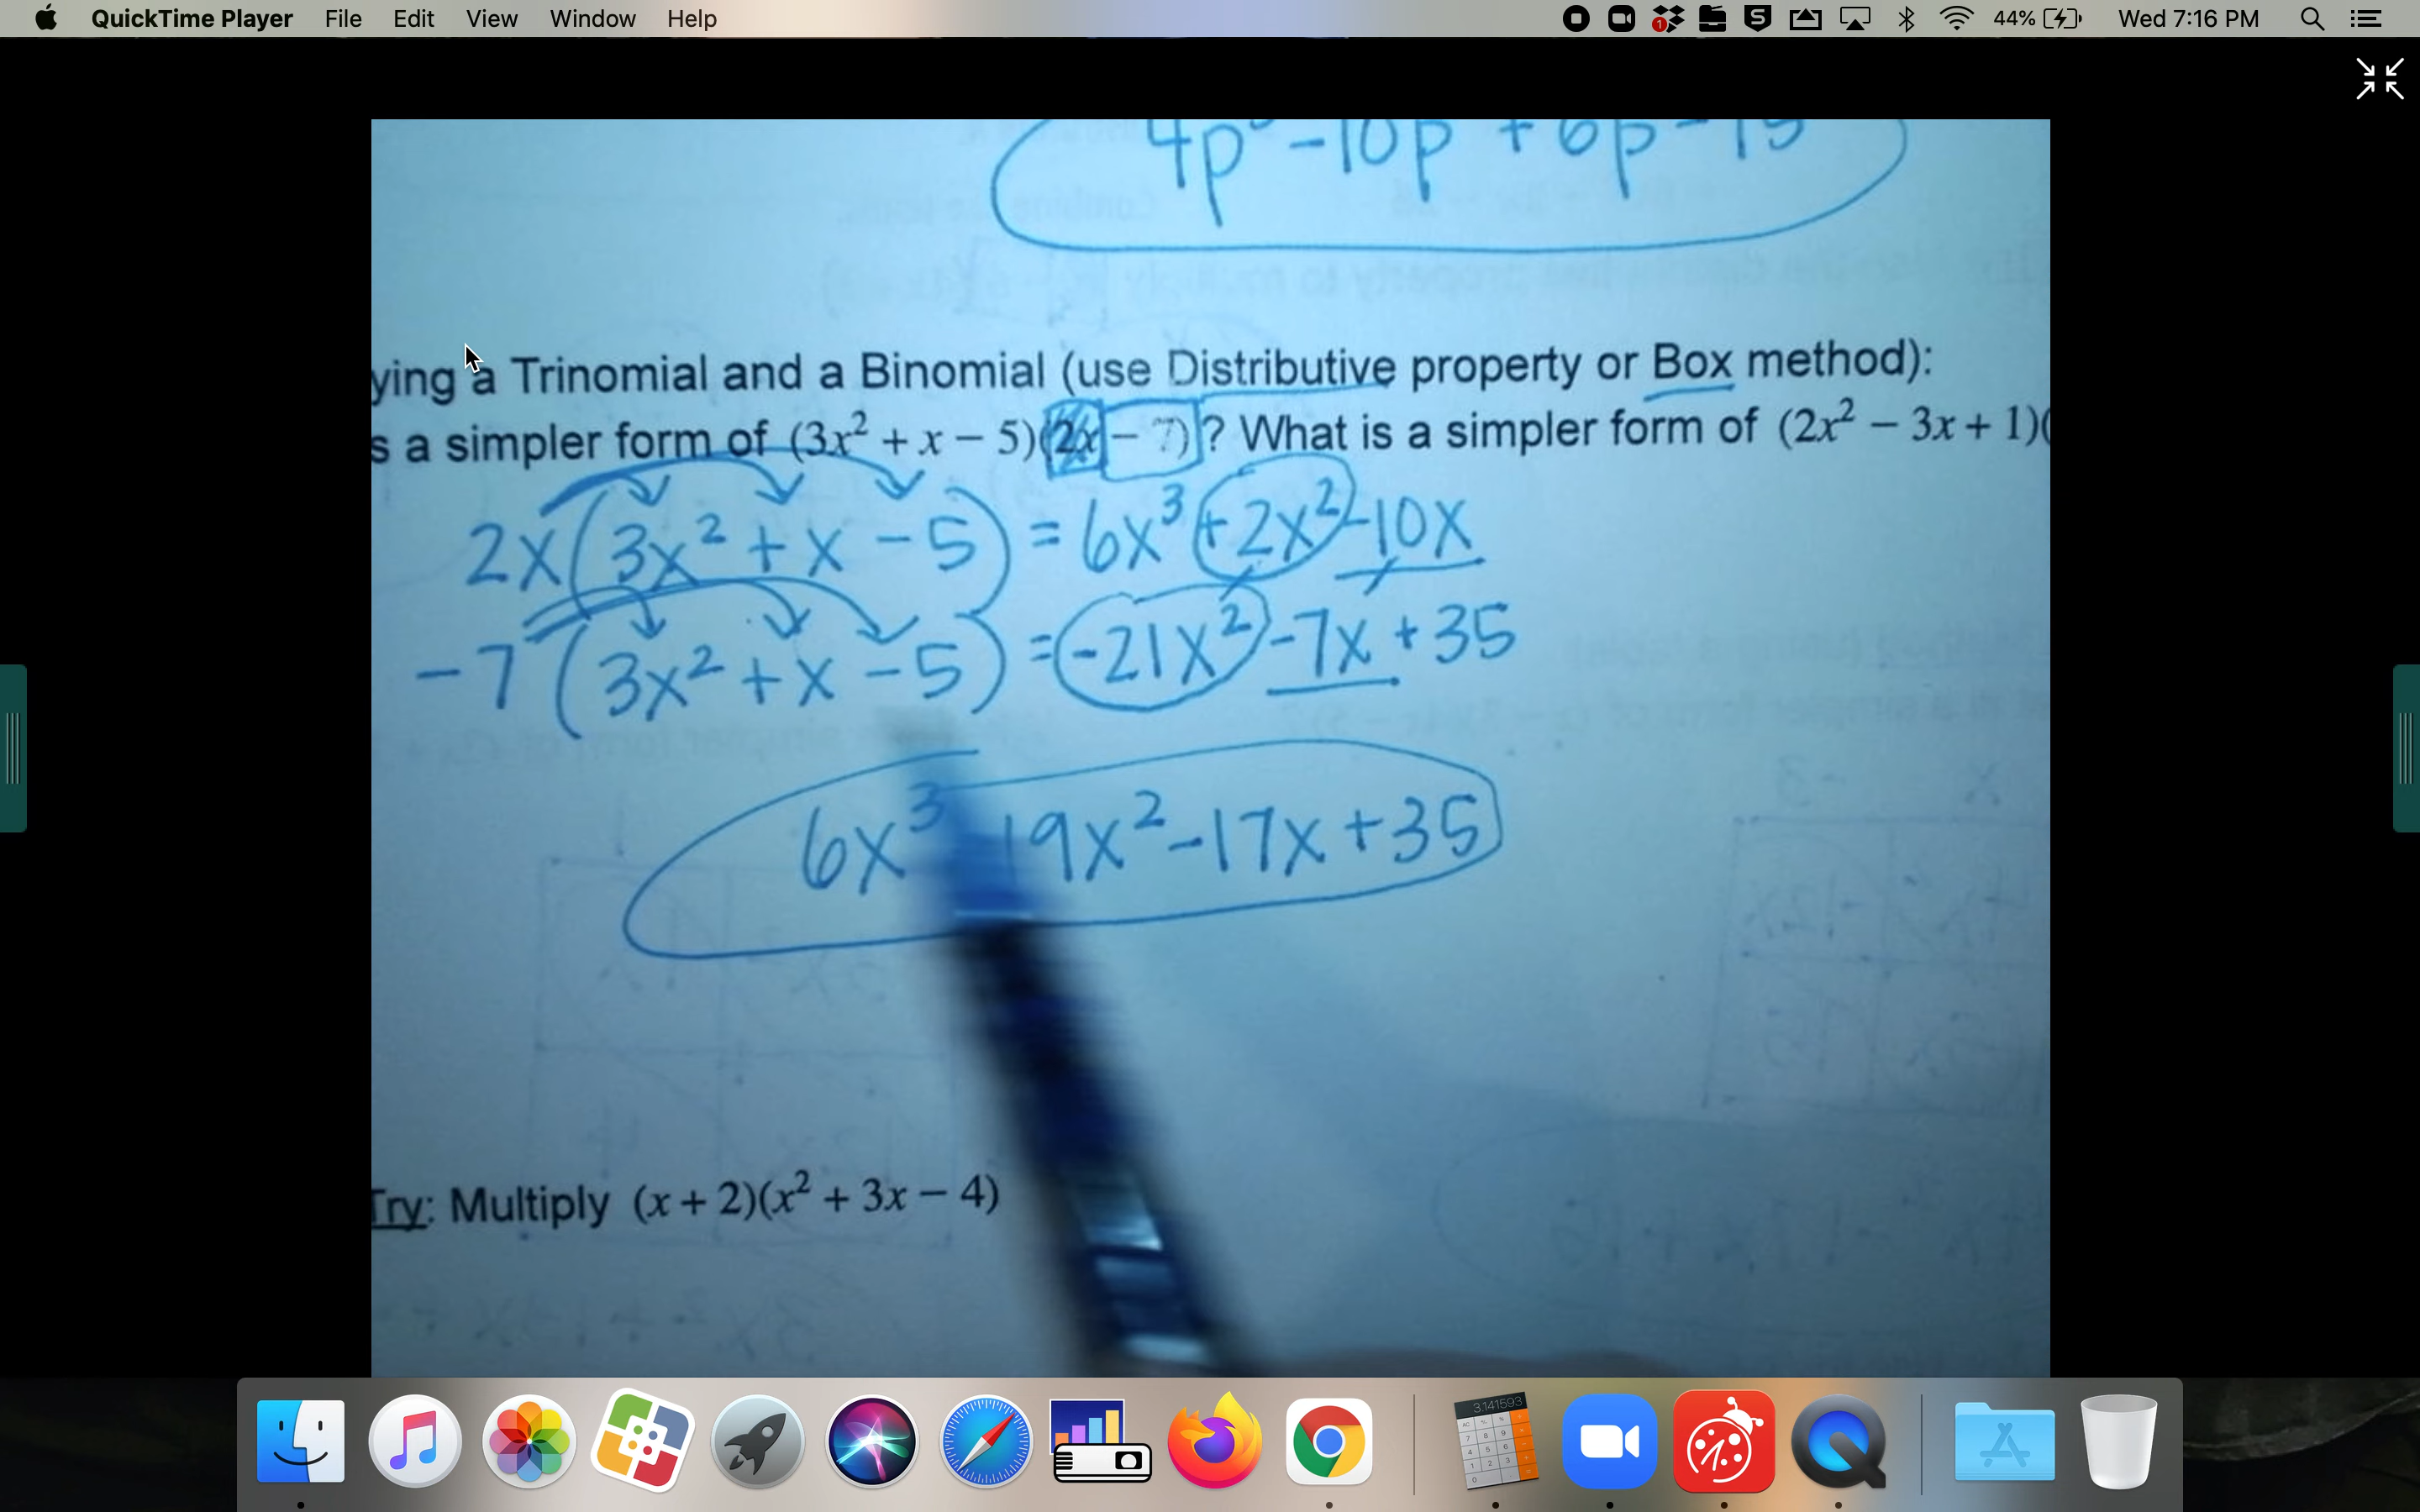 QuickTime Player File Edit View Window Help 1 S 44% Wed 7:16 PM
4p³ -10p + 6p - 15
ying a Trinomial and a Binomial (use Distributive property or Box method):
s a simpler form of (3x² + x − 5)(2x − 7)? What is a simpler form of (2x² − 3x + 1)(
2x(3x² + x - 5) = 6x³ +2x² -10x
-7(3x² + x - 5) = -21x² -7x +35
6x³ 19x² -17x +35
Try: Multiply (x + 2)(x² + 3x − 4)
3.141593